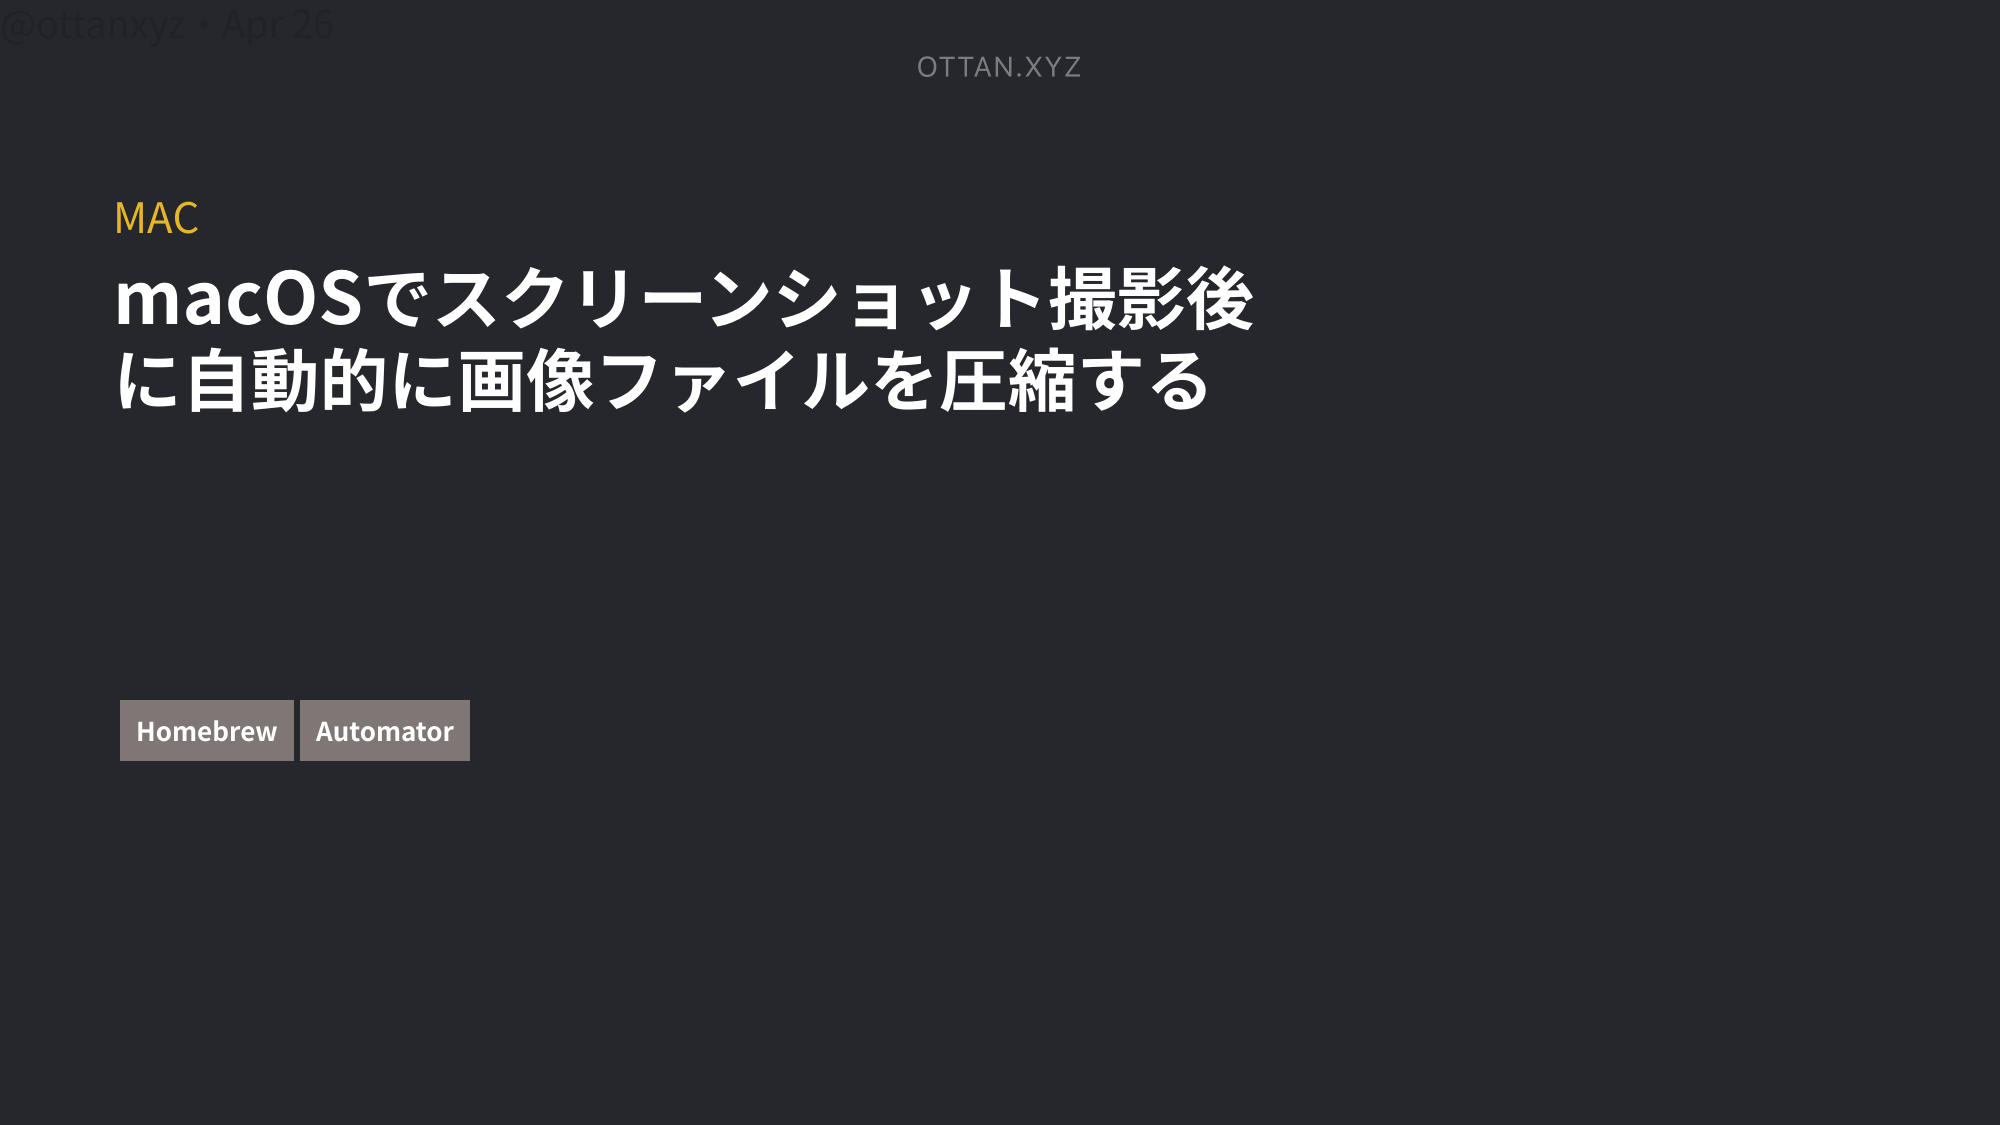 @ottanxyz・Apr 26
OTTAN.XYZ
MAC
macOSでスクリーンショット撮影後
に自動的に画像ファイルを圧縮する
Homebrew
Automator